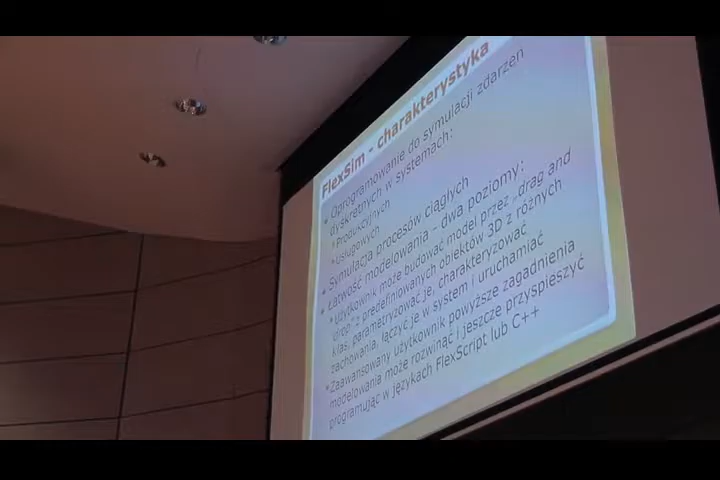 FlexSim - charakterystyka
• Oprogramowanie do symulacji zdarzeń
dyskretnych w systemach:
*Produkcyjnych
*Usługowych
• Symulacja procesów ciągłych
• Łatwość modelowania – dwa poziomy:
*Użytkownik może budować model przez „drag and
drop" z predefiniowanych obiektów 3D z różnych
klas, parametryzować je, charakteryzować
zachowania, łączyć je w system i uruchamiać
*Zaawansowany użytkownik powyższe zagadnienia
modelowania może rozwinąć i jeszcze przyspieszyć
programując w językach FlexScript lub C++